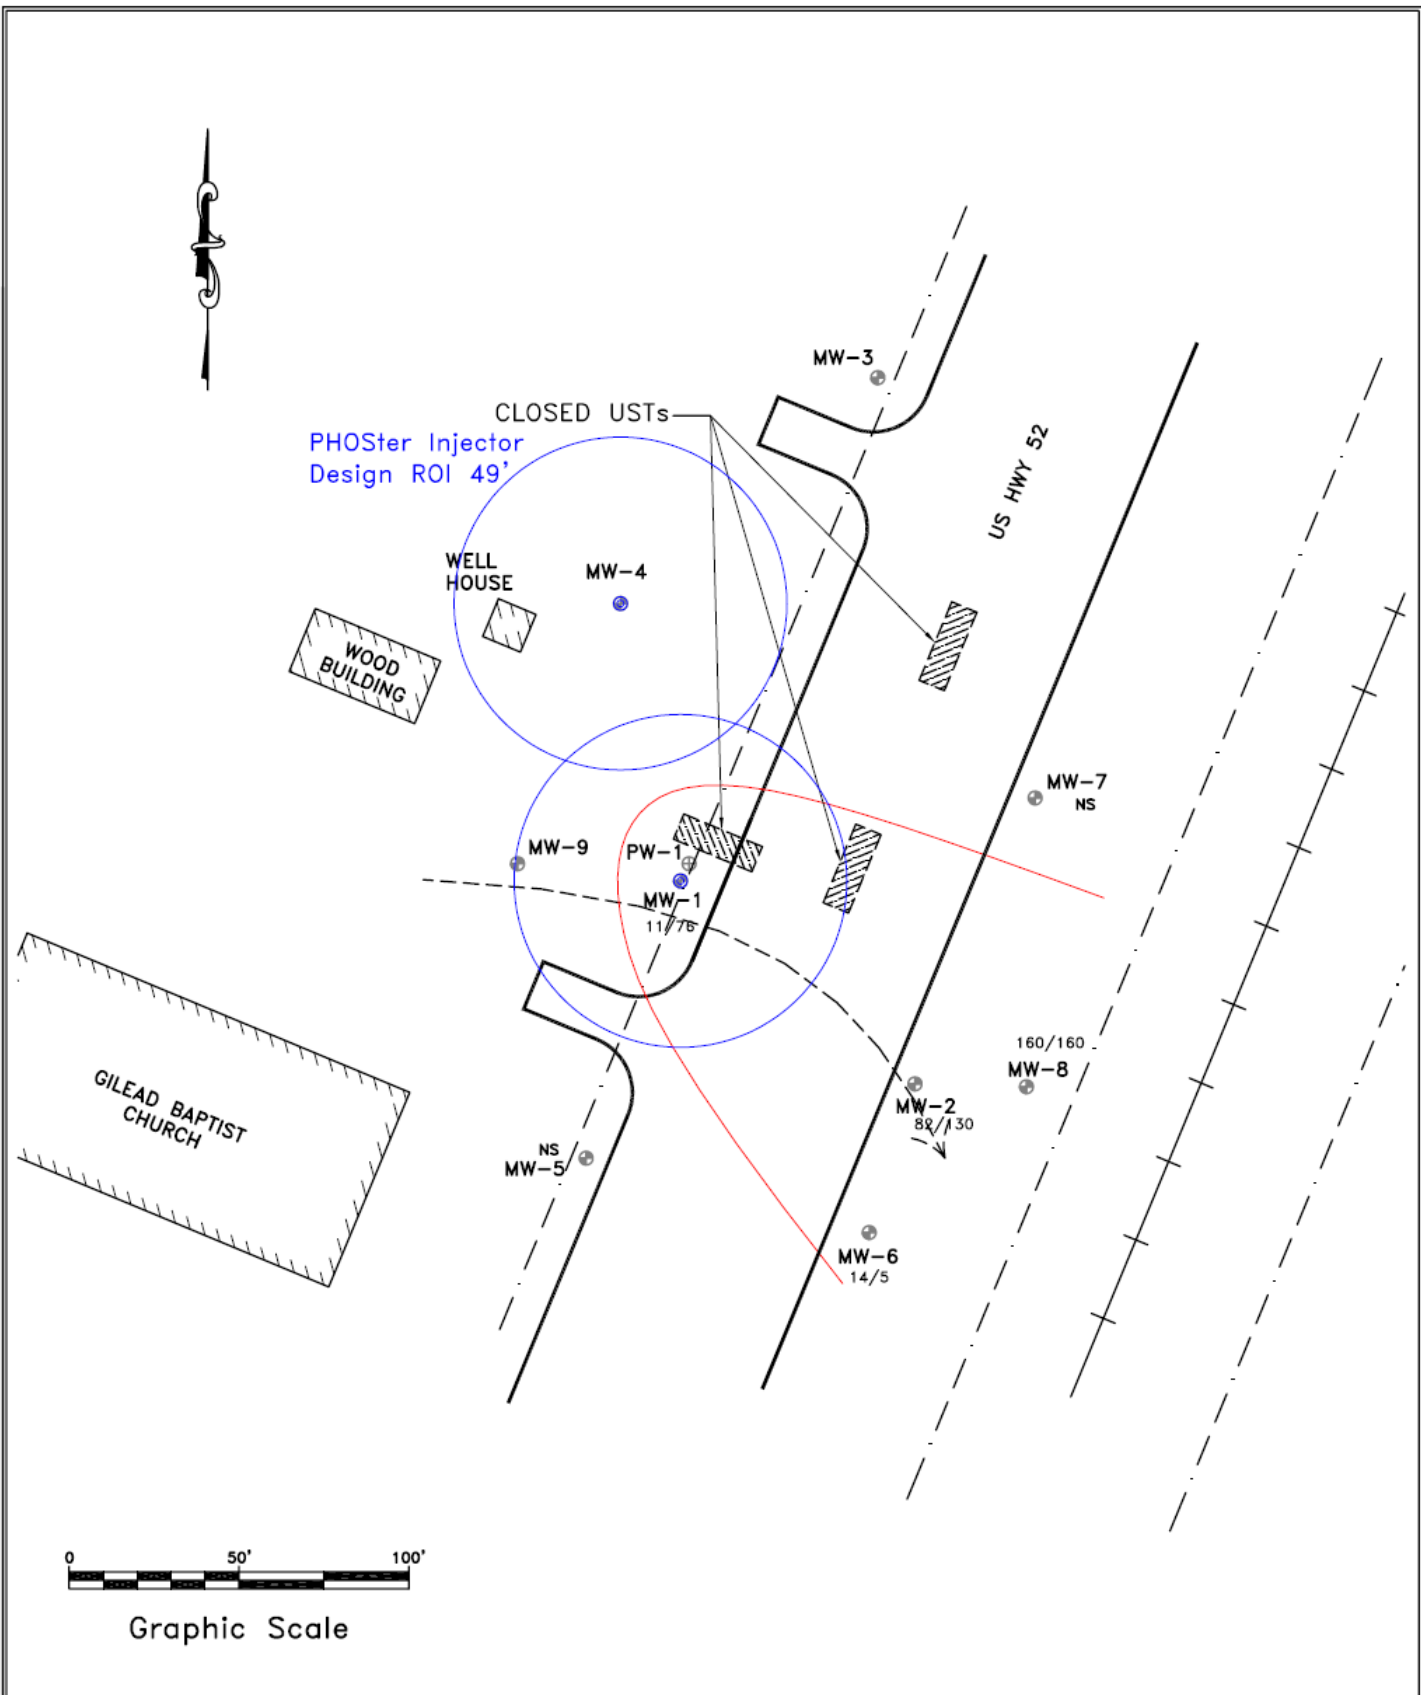 MW-3
CLOSED USTs
PHOSter Injector
Design ROI 49'
US HWY 52
WELL
HOUSE
MW-4
WOOD
BUILDING
MW-7
NS
MW-9
PW-1
MW-1
11/76
160/160
MW-8
MW-2
82/130
GILEAD BAPTIST
CHURCH
NS
MW-5
MW-6
14/5
0 50' 100'
Graphic Scale